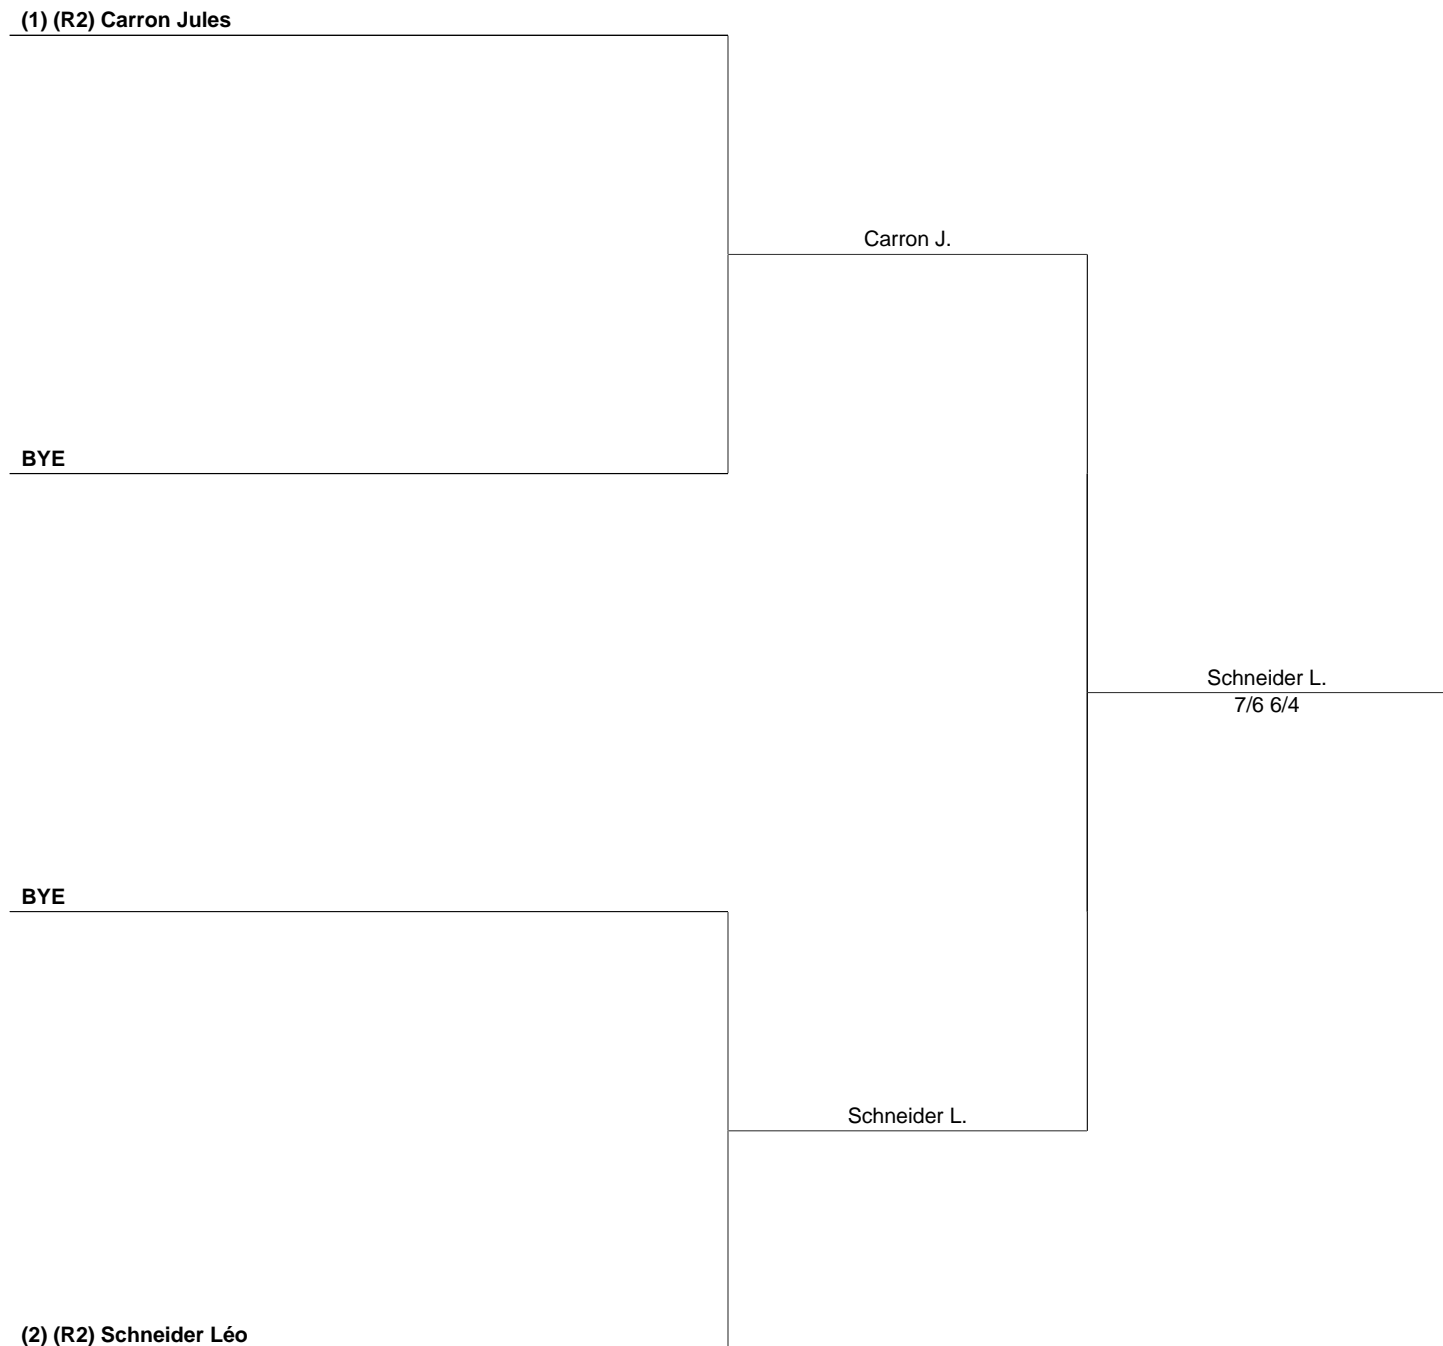 (1) (R2) Carron Jules
Carron J.
BYE
Schneider L.
7/6 6/4
BYE
Schneider L.
(2) (R2) Schneider Léo